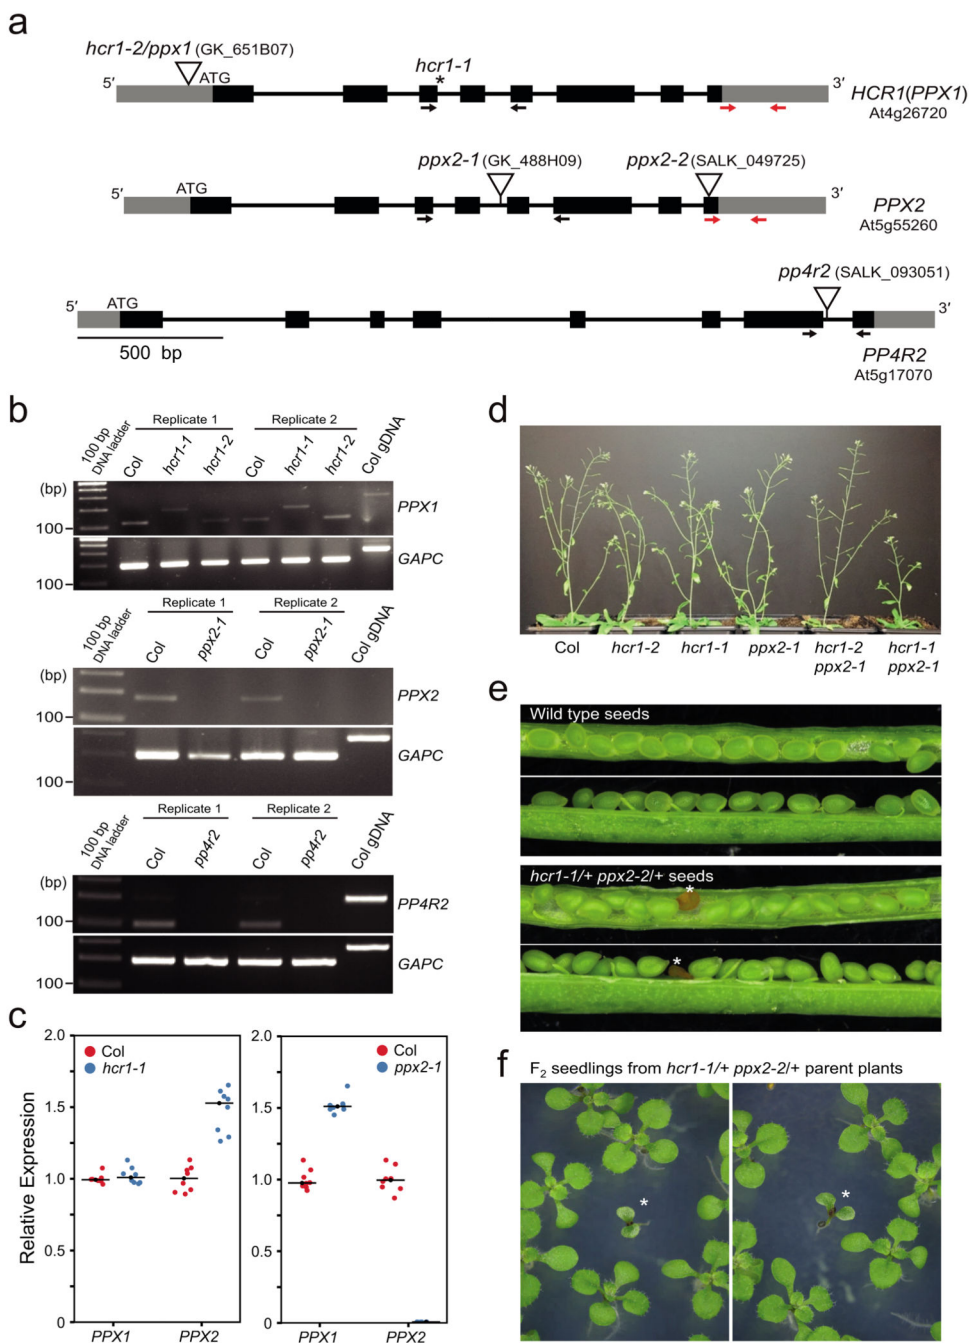 a
hcr1-2/ppx1 (GK_651B07)
hcr1-1
*
5′
ATG
3′
HCR1(PPX1)
At4g26720
ppx2-1 (GK_488H09)
ppx2-2 (SALK_049725)
5′
ATG
3′
PPX2
At5g55260
pp4r2 (SALK_093051)
5′
ATG
3′
500 bp
PP4R2
At5g17070
b
100 bp
DNA ladder
Replicate 1
Replicate 2
Col
hcr1-1
hcr1-2
Col
hcr1-1
hcr1-2
Col gDNA
(bp)
100
PPX1
100
GAPC
100 bp
DNA ladder
Replicate 1
Replicate 2
Col
ppx2-1
Col
ppx2-1
Col gDNA
(bp)
100
PPX2
100
GAPC
100 bp
DNA ladder
Replicate 1
Replicate 2
Col
pp4r2
Col
pp4r2
Col gDNA
(bp)
100
PP4R2
100
GAPC
c
Relative Expression
2.0
1.5
1.0
0.5
0
Col
hcr1-1
PPX1
PPX2
2.0
1.5
1.0
0.5
0
Col
ppx2-1
PPX1
PPX2
d
Col
hcr1-2
hcr1-1
ppx2-1
hcr1-2
ppx2-1
hcr1-1
ppx2-1
e
Wild type seeds
hcr1-1/+ ppx2-2/+ seeds
*
*
f
F2 seedlings from hcr1-1/+ ppx2-2/+ parent plants
*
*